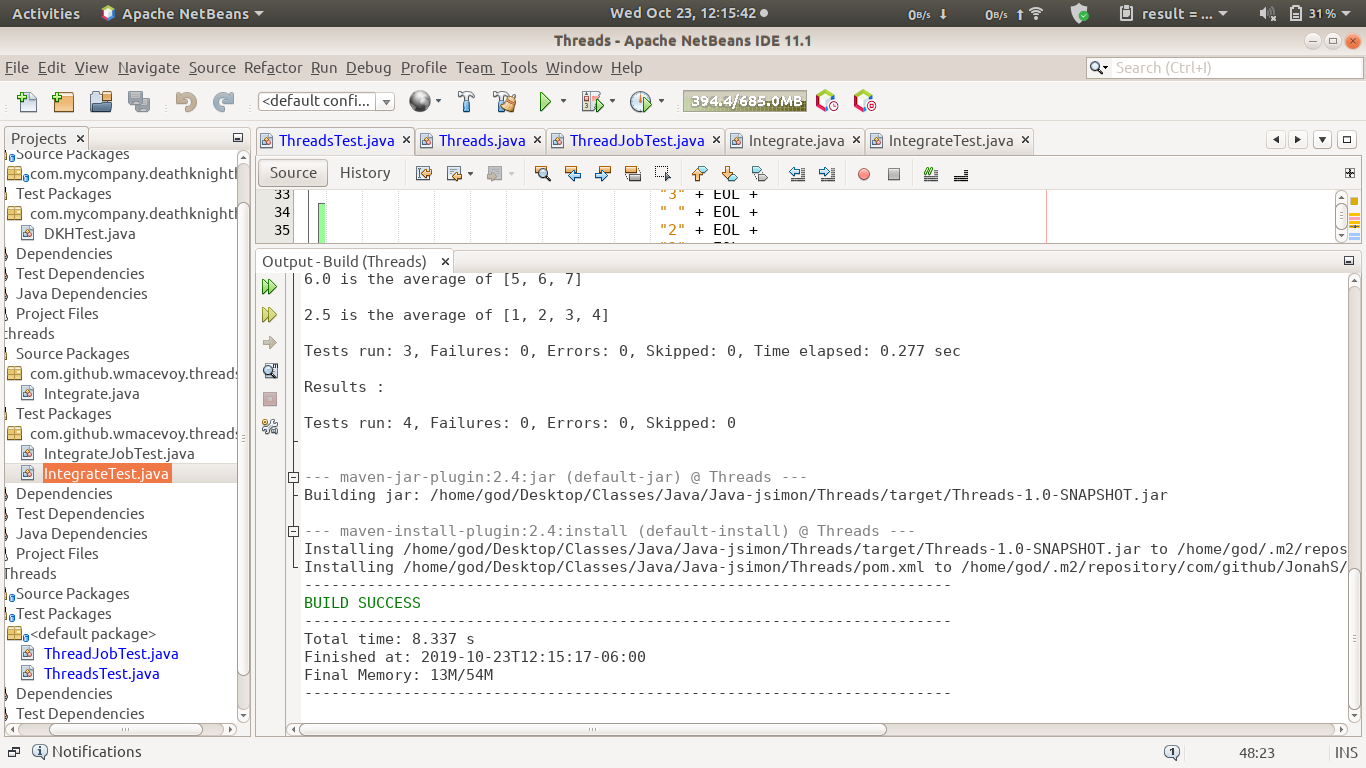 Activities Apache NetBeans Wed Oct 23, 12:15:42 0B/s 0B/s result = ... 31%
Threads - Apache NetBeans IDE 11.1
File Edit View Navigate Source Refactor Run Debug Profile Team Tools Window Help Search (Ctrl+I)
<default confi... 394.4/685.0MB
Projects
ThreadsTest.java Threads.java ThreadJobTest.java Integrate.java IntegrateTest.java
Source History
Source Packages
com.mycompany.deathknightl
Test Packages
com.mycompany.deathknightl
DKHTest.java
Dependencies
Test Dependencies
Java Dependencies
Project Files
threads
Source Packages
com.github.wmacevoy.threads
Integrate.java
Test Packages
com.github.wmacevoy.threads
IntegrateJobTest.java
IntegrateTest.java
Dependencies
Test Dependencies
Java Dependencies
Project Files
Threads
Source Packages
Test Packages
<default package>
ThreadJobTest.java
ThreadsTest.java
Dependencies
Test Dependencies
33 "3" + EOL +
34 " " + EOL +
35 "2" + EOL +
Output - Build (Threads)
6.0 is the average of [5, 6, 7]
2.5 is the average of [1, 2, 3, 4]
Tests run: 3, Failures: 0, Errors: 0, Skipped: 0, Time elapsed: 0.277 sec
Results :
Tests run: 4, Failures: 0, Errors: 0, Skipped: 0
--- maven-jar-plugin:2.4:jar (default-jar) @ Threads ---
Building jar: /home/god/Desktop/Classes/Java/Java-jsimon/Threads/target/Threads-1.0-SNAPSHOT.jar
--- maven-install-plugin:2.4:install (default-install) @ Threads ---
Installing /home/god/Desktop/Classes/Java/Java-jsimon/Threads/target/Threads-1.0-SNAPSHOT.jar to /home/god/.m2/repos
Installing /home/god/Desktop/Classes/Java/Java-jsimon/Threads/pom.xml to /home/god/.m2/repository/com/github/JonahS/
------------------------------------------------------------------------
BUILD SUCCESS
------------------------------------------------------------------------
Total time: 8.337 s
Finished at: 2019-10-23T12:15:17-06:00
Final Memory: 13M/54M
------------------------------------------------------------------------
Notifications 1 48:23 INS